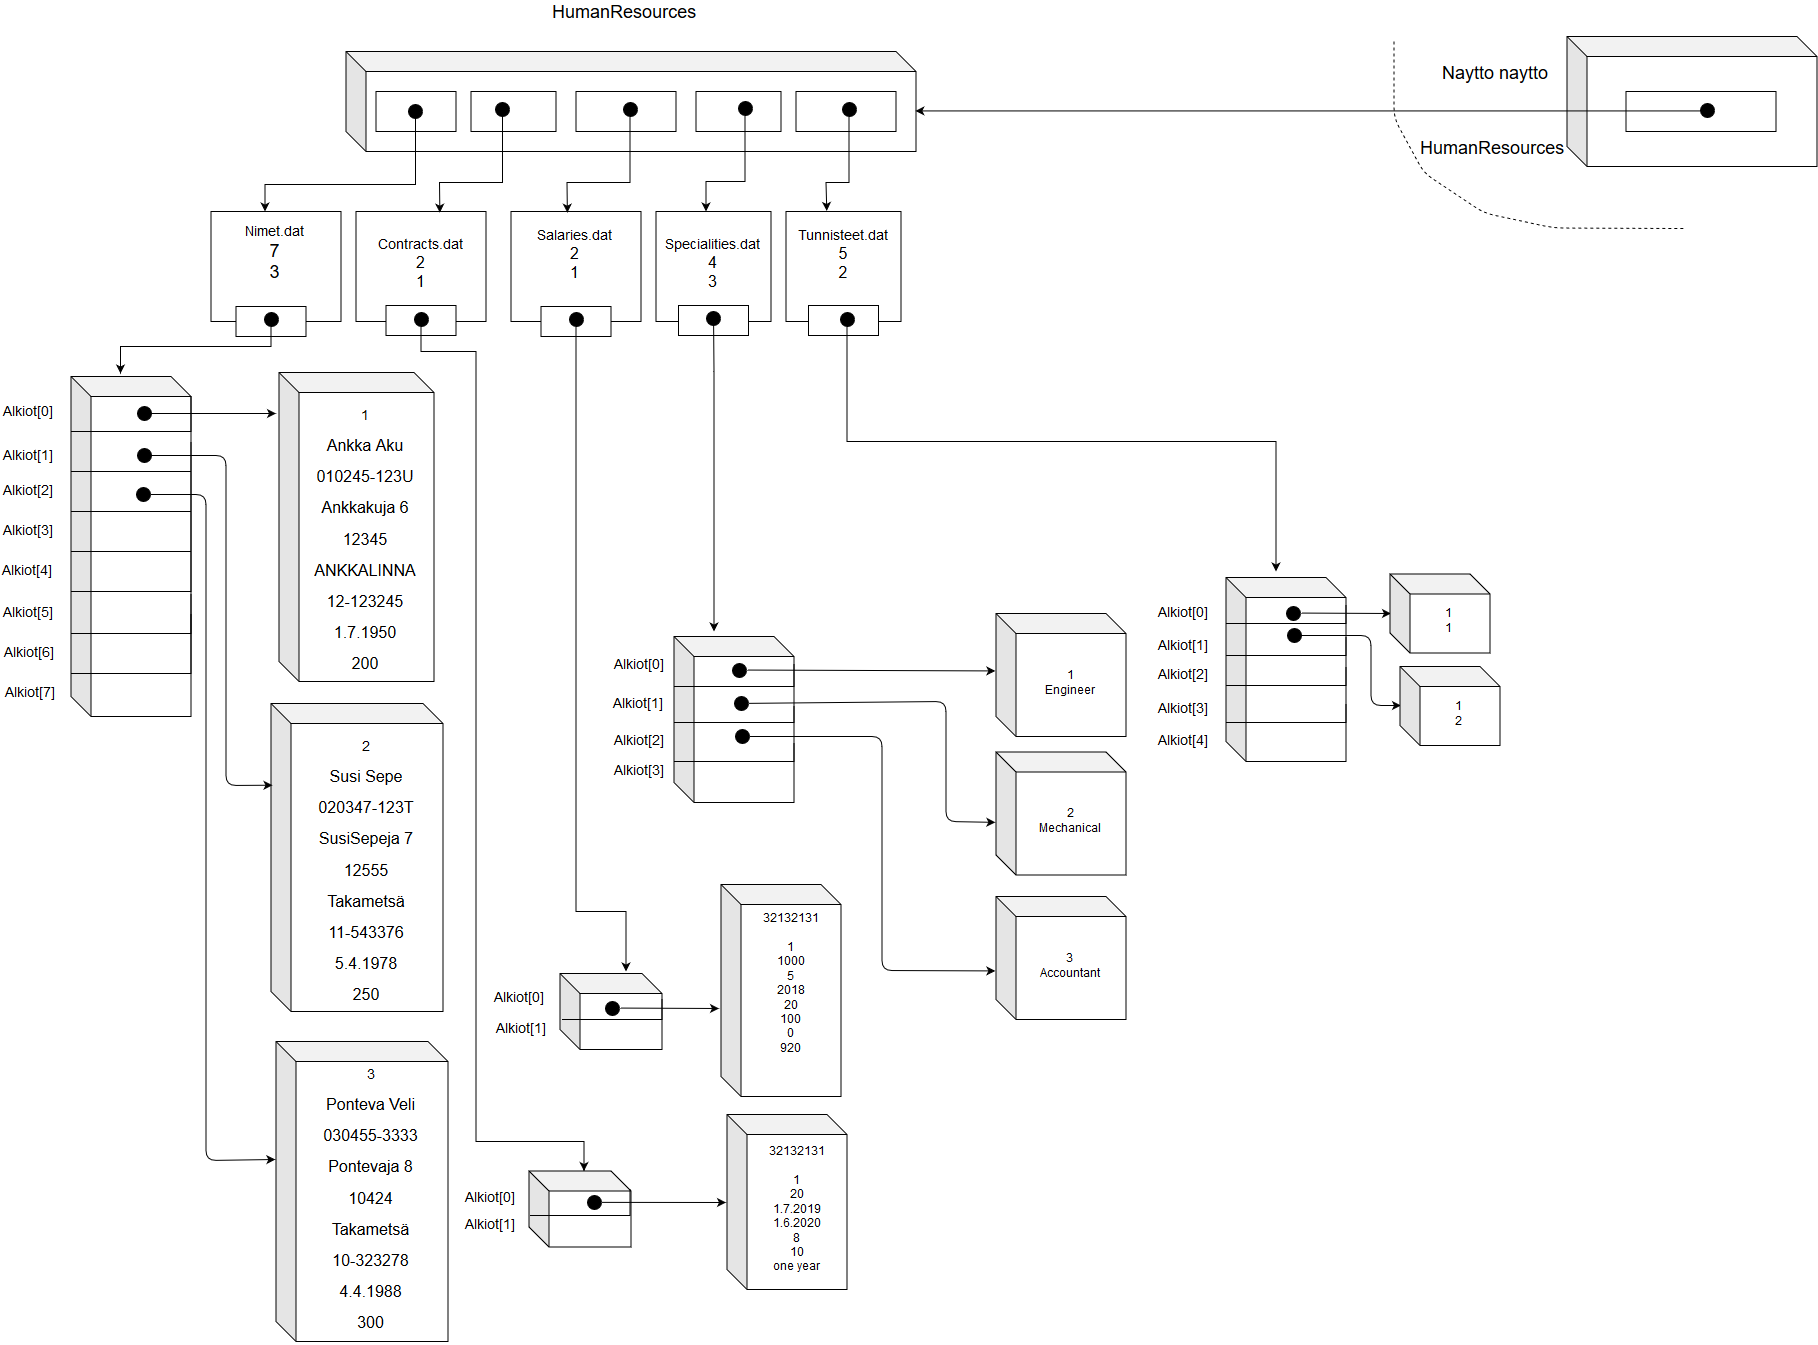 HumanResources
Naytto naytto
HumanResources
Nimet.dat
7
3
Contracts.dat
2
1
Salaries.dat
2
1
Specialities.dat
4
3
Tunnisteet.dat
5
2
Alkiot[0]
Alkiot[1]
Alkiot[2]
Alkiot[3]
Alkiot[4]
Alkiot[5]
Alkiot[6]
Alkiot[7]
1
Ankka Aku
010245-123U
Ankkakuja 6
12345
ANKKALINNA
12-123245
1.7.1950
200
2
Susi Sepe
020347-123T
SusiSepeja 7
12555
Takametsä
11-543376
5.4.1978
250
3
Ponteva Veli
030455-3333
Pontevaja 8
10424
Takametsä
10-323278
4.4.1988
300
Alkiot[0]
Alkiot[1]
Alkiot[2]
Alkiot[3]
1
Engineer
2
Mechanical
3
Accountant
Alkiot[0]
Alkiot[1]
Alkiot[2]
Alkiot[3]
Alkiot[4]
1
1
1
2
Alkiot[0]
Alkiot[1]
32132131
1
1000
5
2018
20
100
0
920
Alkiot[0]
Alkiot[1]
32132131
1
20
1.7.2019
1.6.2020
8
10
one year